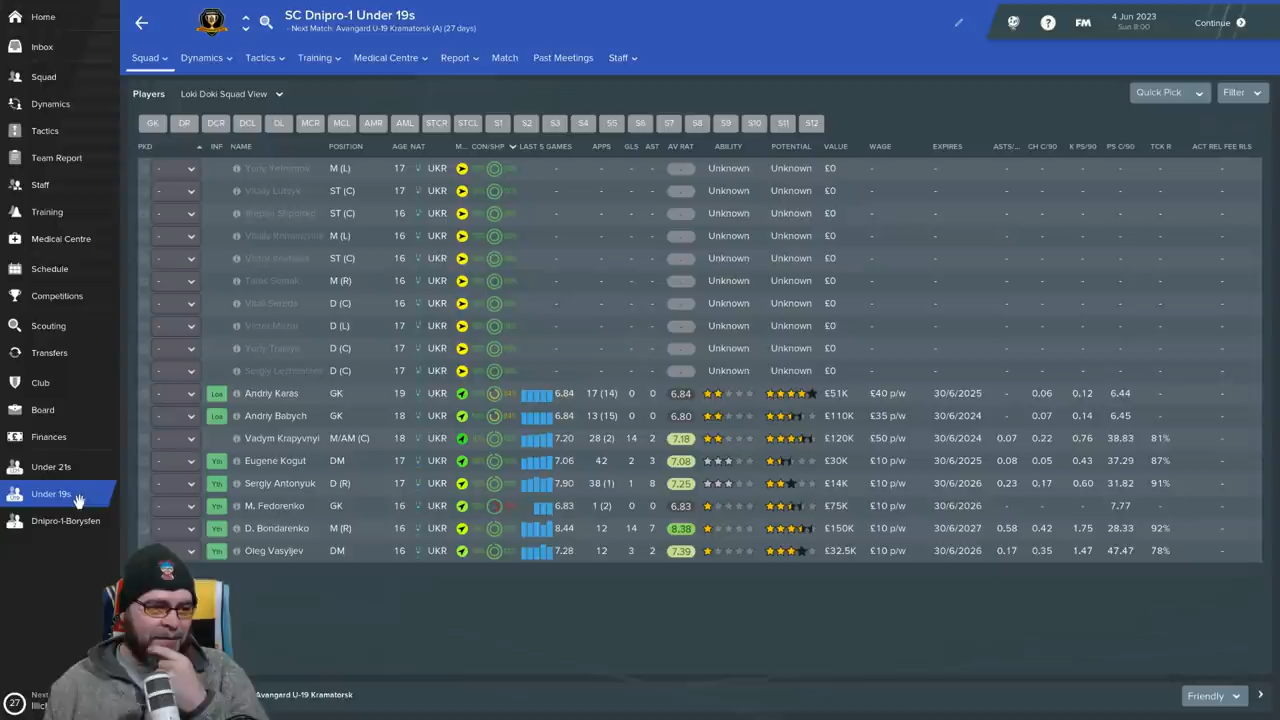 Home
Inbox
Squad
Dynamics
Tactics
Team Report
Staff
Training
Medical Centre
Schedule
Competitions
Scouting
Transfers
Club
Board
Finances
Under 21s
Under 19s
Dnipro-1-Borysfen
27
SC Dnipro-1 Under 19s
- Next Match: Avangard U-19 Kramatorsk (A) (27 days)
FM
4 Jun 2023
Sun 8:00
Continue
Squad Dynamics Tactics Training Medical Centre Report Match Past Meetings Staff
Players Loki Doki Squad View Quick Pick Filter
GK DR DCR DCL DL MCR MCL AMR AML STCR STCL S1 S2 S3 S4 S5 S6 S7 S8 S9 S10 S11 S12
PKD INF NAME POSITION AGE NAT M... CON/SHP LAST 5 GAMES APPS GLS AST AV RAT ABILITY POTENTIAL VALUE WAGE EXPIRES ASTS/... CH C/90 K PS/90 PS C/90 TCK R ACT REL FEE RLS
- M (L) 17 UKR - - - - - Unknown Unknown £0 - - - - - - - -
- ST (C) 17 UKR - - - - - Unknown Unknown £0 - - - - - - - -
- ST (C) 16 UKR - - - - - Unknown Unknown £0 - - - - - - - -
- M (L) 16 UKR - - - - - Unknown Unknown £0 - - - - - - - -
- ST (C) 16 UKR - - - - - Unknown Unknown £0 - - - - - - - -
- M (R) 16 UKR - - - - - Unknown Unknown £0 - - - - - - - -
- D (C) 17 UKR - - - - - Unknown Unknown £0 - - - - - - - -
- D (L) 17 UKR - - - - - Unknown Unknown £0 - - - - - - - -
- D (C) 17 UKR - - - - - Unknown Unknown £0 - - - - - - - -
- D (C) 17 UKR - - - - - Unknown Unknown £0 - - - - - - - -
- Loa Andriy Karas GK 19 UKR 6.84 17 (14) 0 0 6.84 £51K £40 p/w 30/6/2025 - 0.06 0.12 6.44 - -
- Loa Andriy Babych GK 18 UKR 6.84 13 (15) 0 0 6.80 £110K £35 p/w 30/6/2024 - 0.07 0.14 6.45 - -
- Vadym Krapyvnyi M/AM (C) 18 UKR 7.20 28 (2) 14 2 7.18 £120K £50 p/w 30/6/2024 0.07 0.22 0.76 38.83 81% -
- Yth Eugene Kogut DM 17 UKR 7.06 42 2 3 7.08 £30K £10 p/w 30/6/2025 0.08 0.05 0.43 37.29 87% -
- Yth Sergiy Antonyuk D (R) 17 UKR 7.90 38 (1) 1 8 7.25 £14K £10 p/w 30/6/2026 0.23 0.17 0.60 31.82 91% -
- Yth M. Fedorenko GK 16 UKR 6.83 1 (2) - - 6.83 £75K £10 p/w 30/6/2026 - - - 7.77 - -
- Yth D. Bondarenko M (R) 16 UKR 8.44 12 14 7 8.38 £150K £10 p/w 30/6/2027 0.58 0.42 1.75 28.33 92% -
- Yth Oleg Vasyljev DM 16 UKR 7.28 12 3 2 7.39 £32.5K £10 p/w 30/6/2026 0.17 0.35 1.47 47.47 78% -
Avangard U-19 Kramatorsk
Friendly